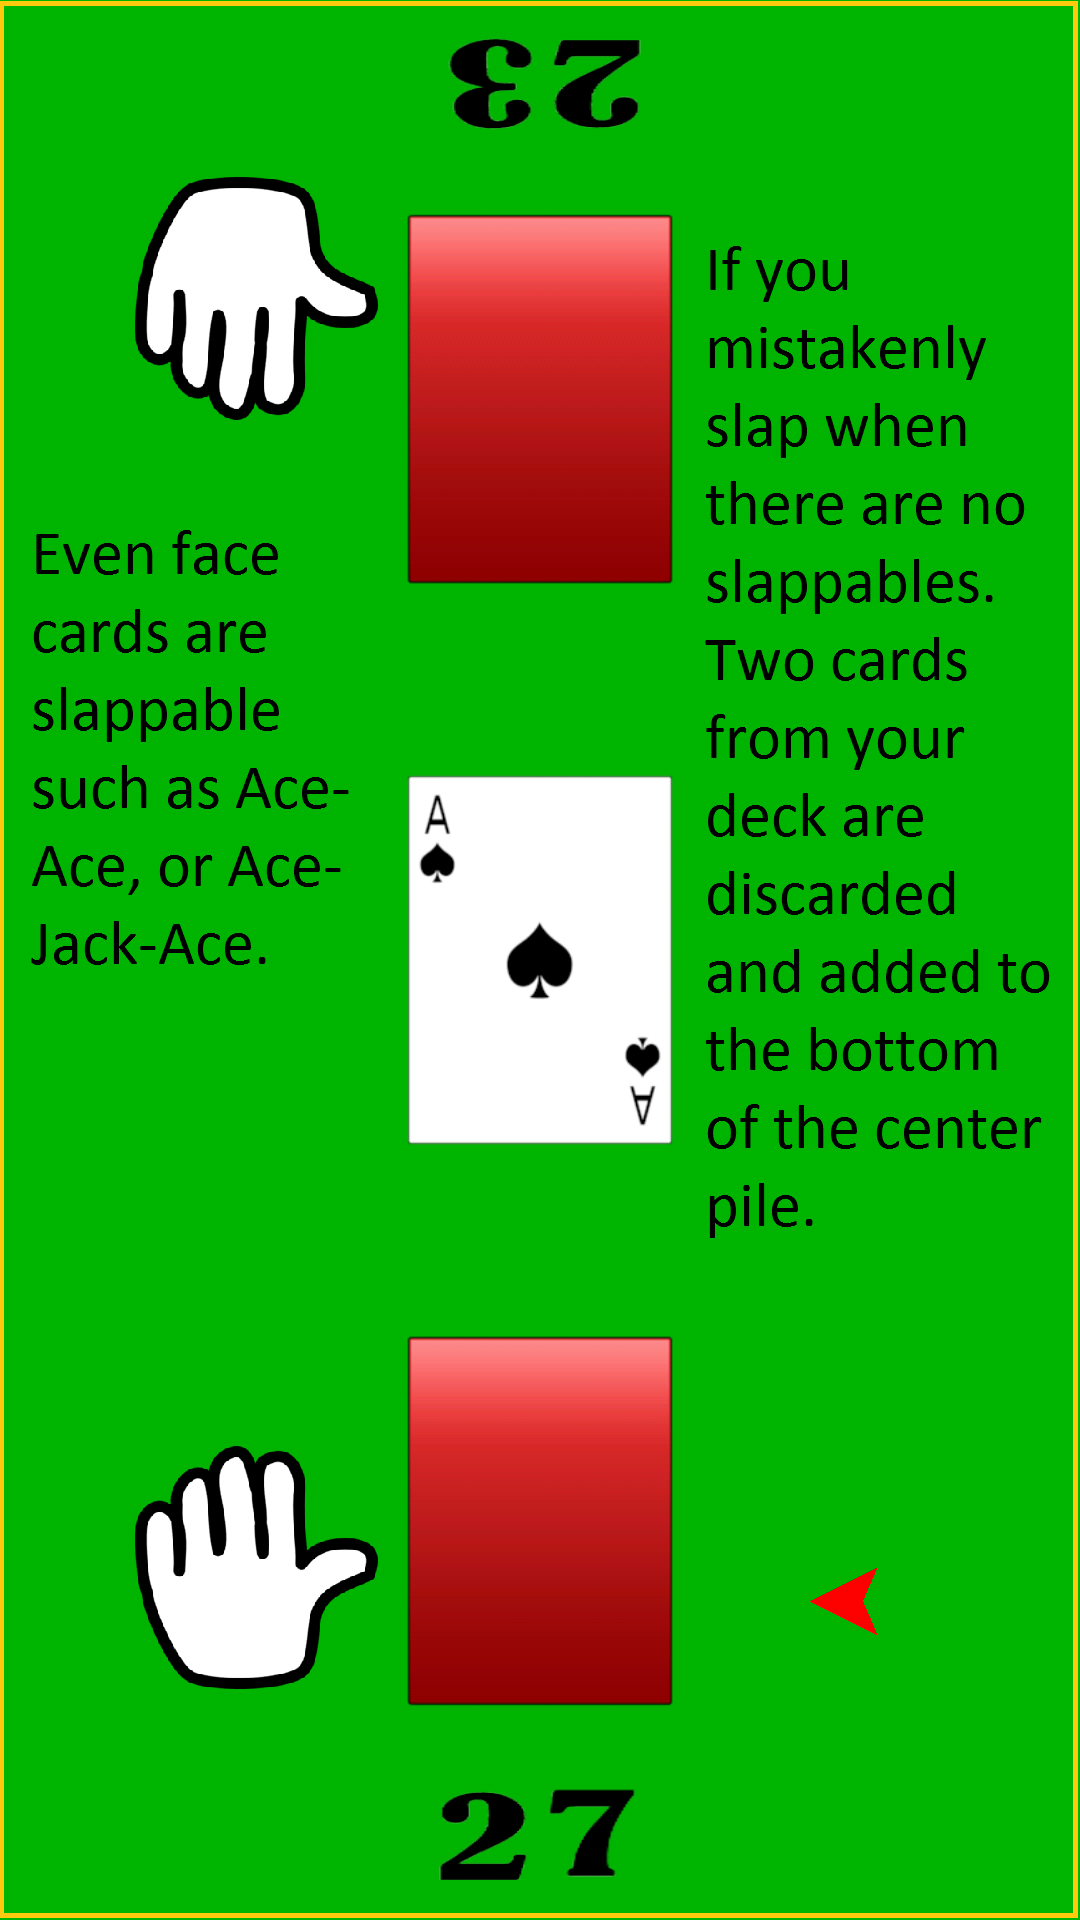 23
If you
mistakenly
slap when
there are no
slappables.
Two cards
from your
deck are
discarded
and added to
the bottom
of the center
pile.
Even face
cards are
slappable
such as Ace-
Ace, or Ace-
Jack-Ace.
A
A
27